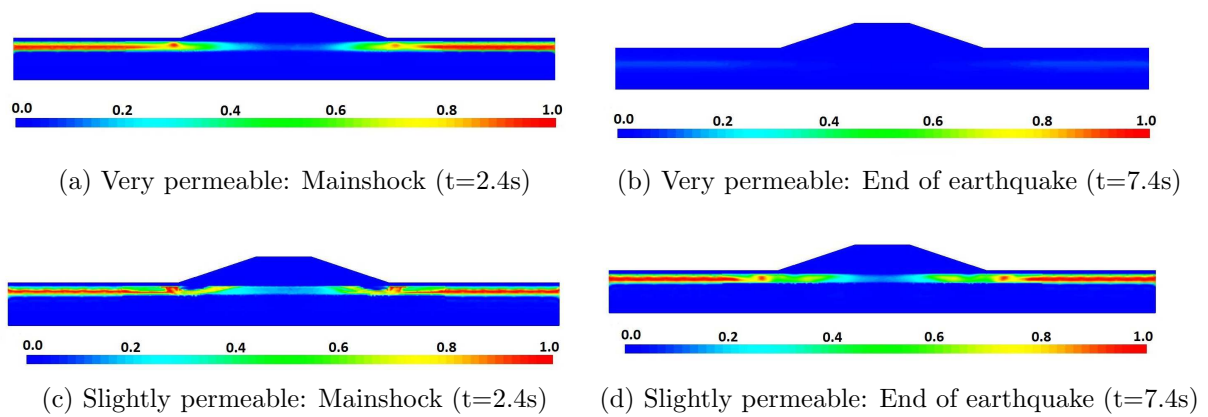 0.0 0.2 0.4 0.6 0.8 1.0
(a) Very permeable: Mainshock (t=2.4s)
0.0 0.2 0.4 0.6 0.8 1.0
(b) Very permeable: End of earthquake (t=7.4s)
0.0 0.2 0.4 0.6 0.8 1.0
(c) Slightly permeable: Mainshock (t=2.4s)
0.0 0.2 0.4 0.6 0.8 1.0
(d) Slightly permeable: End of earthquake (t=7.4s)